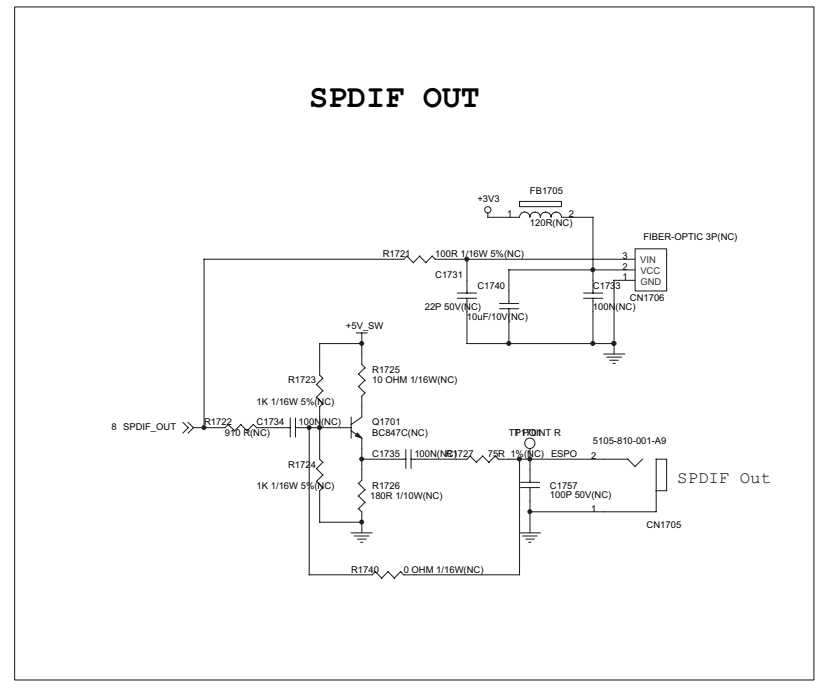 SPDIF OUT
+3V3
FB1705
1
2
120R(NC)
FIBER-OPTIC 3P(NC)
R1721
100R 1/16W 5%(NC)
3
VIN
2
VCC
1
GND
C1731
C1740
C1733
22P 50V(NC)
10uF/10V(NC)
100N(NC)
CN1706
+5V_SW
R1725
10 OHM 1/16W(NC)
R1723
1K 1/16W 5%(NC)
8 SPDIF_OUT
R1722
910 R(NC)
C1734
100N(NC)
Q1701
BC847C(NC)
C1735
100N(NC)
R1727
75R 1%(NC)
ESPO
2
5105-810-001-A9
R1724
1K 1/16W 5%(NC)
R1726
180R 1/10W(NC)
C1757
100P 50V(NC)
1
SPDIF Out
CN1705
R1740
0 OHM 1/16W(NC)